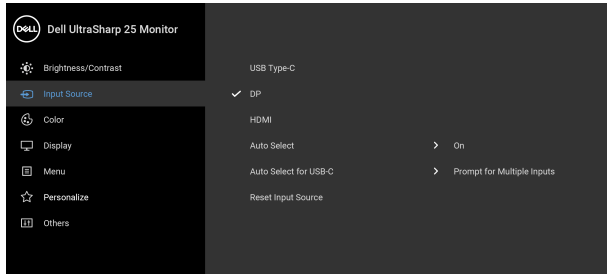 DELL Dell UltraSharp 25 Monitor
Brightness/Contrast
USB Type-C
Input Source
DP
Color
HDMI
Display
Auto Select
On
Menu
Auto Select for USB-C
Prompt for Multiple Inputs
Personalize
Reset Input Source
Others